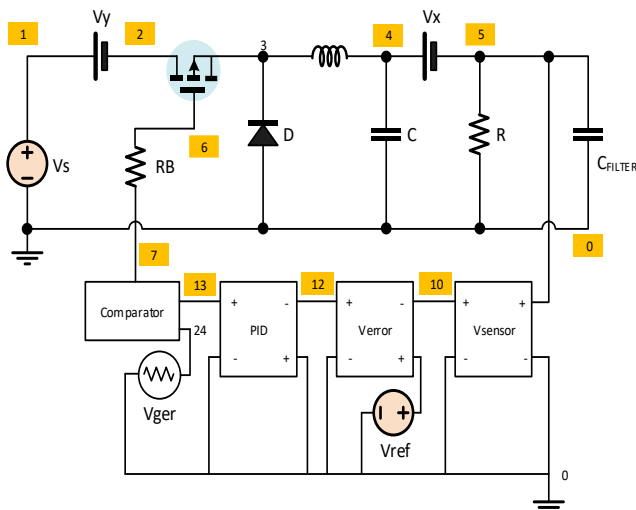 Vy
Vx
1
2
3
4
5
+
−
Vs
6
RB
D
C
R
CFILTER
0
7
13
12
10
Comparator
24
+
-
-
+
PID
+
-
-
+
Verror
+
+
-
-
Vsensor
Vger
I +
Vref
0